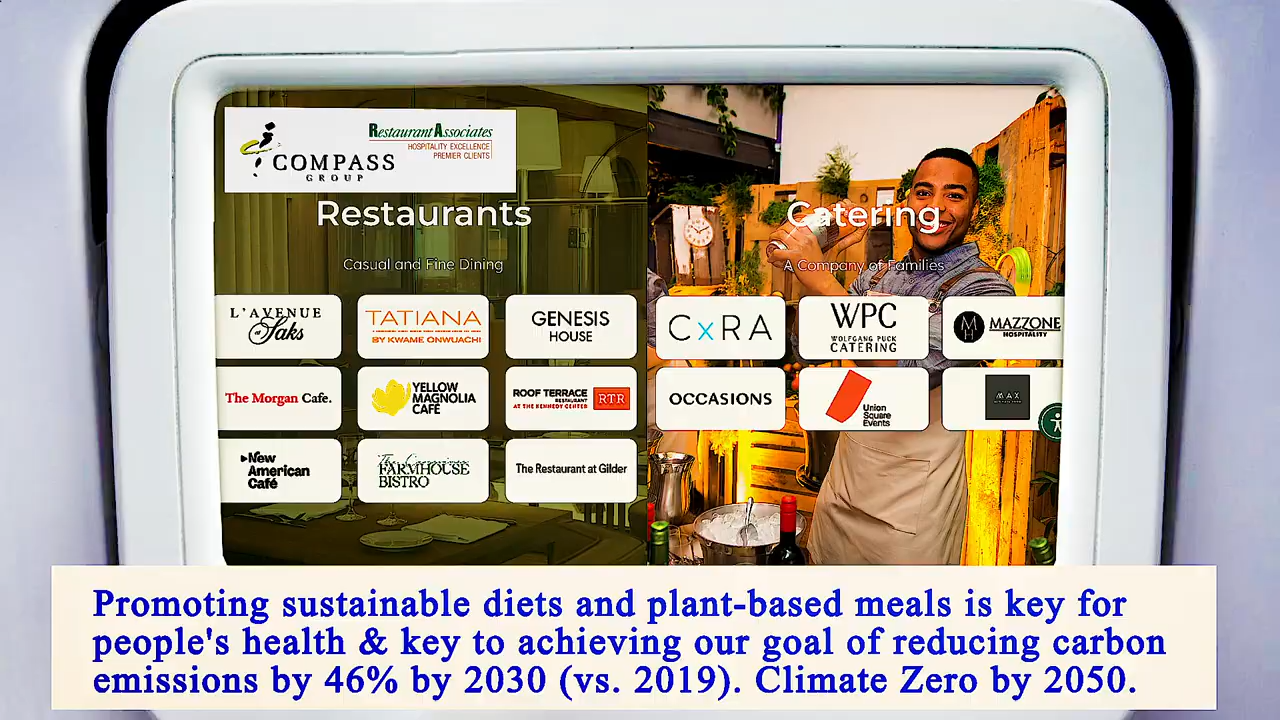 COMPASS
GROUP
RESTAURANT ASSOCIATES
HOSPITALITY EXCELLENCE
PREMIER CLIENTS
Restaurants
Casual and Fine Dining
L'AVENUE
at Saks
TATIANA
BY KWAME ONWUACHI
GENESIS
HOUSE
The Morgan Cafe.
YELLOW
MAGNOLIA
CAFÉ
ROOF TERRACE
RESTAURANT
AT THE KENNEDY CENTER
RTR
New
American
Café
FARMHOUSE
BISTRO
The Restaurant at Gilder
Catering
A Company of Families
CxRA
WPC
WOLFGANG PUCK
CATERING
MH
MAZZONE
HOSPITALITY
OCCASIONS
Union
Square
Events
MAX
Promoting sustainable diets and plant-based meals is key for
people's health & key to achieving our goal of reducing carbon
emissions by 46% by 2030 (vs. 2019). Climate Zero by 2050.